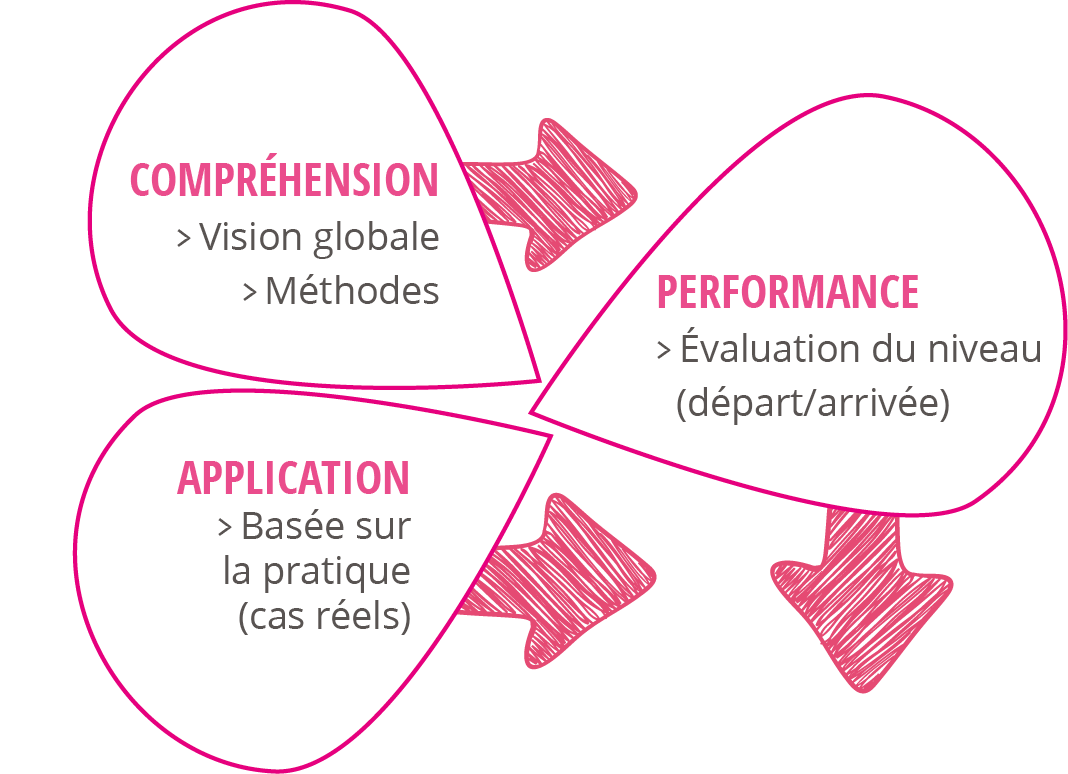 COMPRÉHENSION
> Vision globale
> Méthodes
PERFORMANCE
> Évaluation du niveau
(départ/arrivée)
APPLICATION
> Basée sur
la pratique
(cas réels)